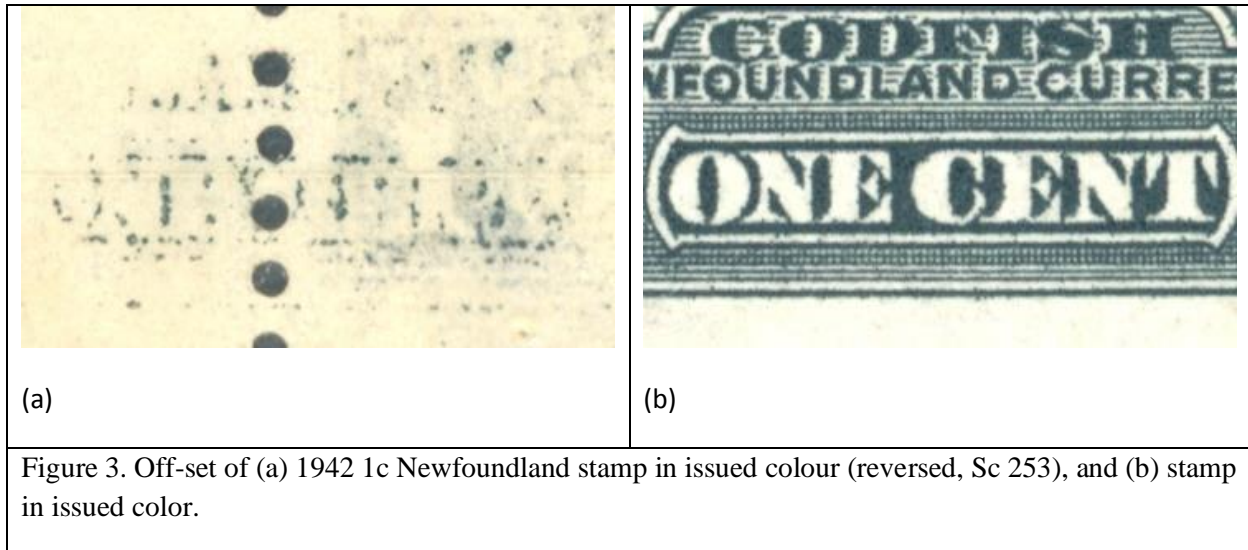 CODFISH
WFOUNDLAND CURRE
ONE CENT
(a)
(b)
Figure 3. Off-set of (a) 1942 1c Newfoundland stamp in issued colour (reversed, Sc 253), and (b) stamp
in issued color.